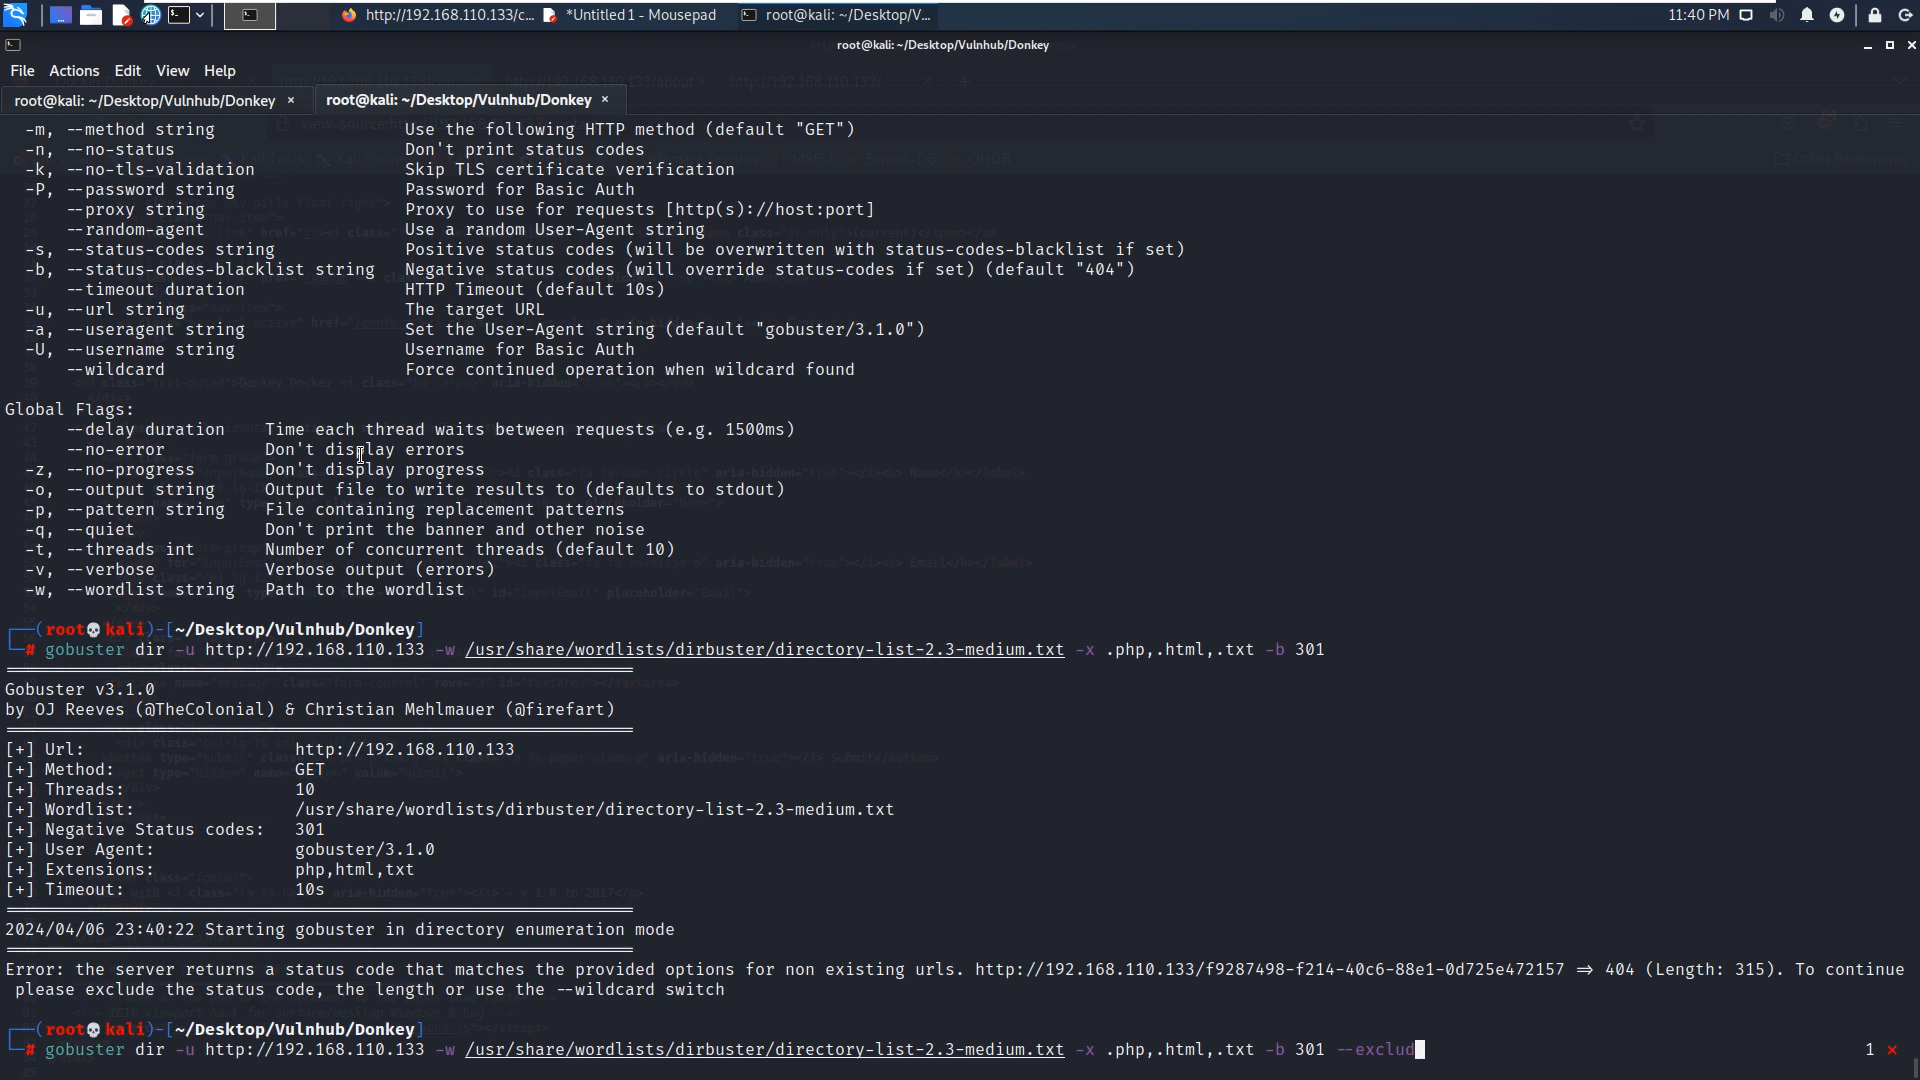 http://192.168.110.133/c... *Untitled 1 - Mousepad root@kali: ~/Desktop/V... 11:40 PM
root@kali: ~/Desktop/Vulnhub/Donkey
File Actions Edit View Help
root@kali: ~/Desktop/Vulnhub/Donkey × root@kali: ~/Desktop/Vulnhub/Donkey ×
-m, --method string Use the following HTTP method (default "GET")
-n, --no-status Don't print status codes
-k, --no-tls-validation Skip TLS certificate verification
-P, --password string Password for Basic Auth
--proxy string Proxy to use for requests [http(s)://host:port]
--random-agent Use a random User-Agent string
-s, --status-codes string Positive status codes (will be overwritten with status-codes-blacklist if set)
-b, --status-codes-blacklist string Negative status codes (will override status-codes if set) (default "404")
--timeout duration HTTP Timeout (default 10s)
-u, --url string The target URL
-a, --useragent string Set the User-Agent string (default "gobuster/3.1.0")
-U, --username string Username for Basic Auth
--wildcard Force continued operation when wildcard found
Global Flags:
--delay duration Time each thread waits between requests (e.g. 1500ms)
--no-error Don't display errors
-z, --no-progress Don't display progress
-o, --output string Output file to write results to (defaults to stdout)
-p, --pattern string File containing replacement patterns
-q, --quiet Don't print the banner and other noise
-t, --threads int Number of concurrent threads (default 10)
-v, --verbose Verbose output (errors)
-w, --wordlist string Path to the wordlist
(root💀kali)-[~/Desktop/Vulnhub/Donkey]
# gobuster dir -u http://192.168.110.133 -w /usr/share/wordlists/dirbuster/directory-list-2.3-medium.txt -x .php,.html,.txt -b 301
Gobuster v3.1.0
by OJ Reeves (@TheColonial) & Christian Mehlmauer (@firefart)
[+] Url: http://192.168.110.133
[+] Method: GET
[+] Threads: 10
[+] Wordlist: /usr/share/wordlists/dirbuster/directory-list-2.3-medium.txt
[+] Negative Status codes: 301
[+] User Agent: gobuster/3.1.0
[+] Extensions: php,html,txt
[+] Timeout: 10s
2024/04/06 23:40:22 Starting gobuster in directory enumeration mode
Error: the server returns a status code that matches the provided options for non existing urls. http://192.168.110.133/f9287498-f214-40c6-88e1-0d725e472157 => 404 (Length: 315). To continue
please exclude the status code, the length or use the --wildcard switch
(root💀kali)-[~/Desktop/Vulnhub/Donkey]
# gobuster dir -u http://192.168.110.133 -w /usr/share/wordlists/dirbuster/directory-list-2.3-medium.txt -x .php,.html,.txt -b 301 --exclud 1 ×